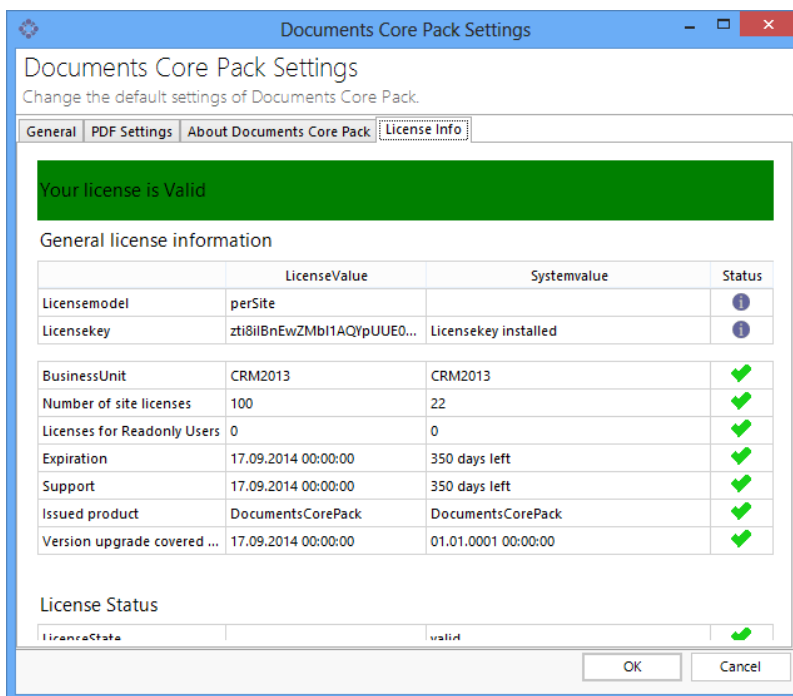 Documents Core Pack Settings
Documents Core Pack Settings
Change the default settings of Documents Core Pack.
General PDF Settings About Documents Core Pack License Info
Your license is Valid
General license information
LicenseValue Systemvalue Status
Licensemodel perSite
Licensekey zti8iIBnEwZMbI1AQYpUUE0... Licensekey installed
BusinessUnit CRM2013 CRM2013
Number of site licenses 100 22
Licenses for Readonly Users 0 0
Expiration 17.09.2014 00:00:00 350 days left
Support 17.09.2014 00:00:00 350 days left
Issued product DocumentsCorePack DocumentsCorePack
Version upgrade covered ... 17.09.2014 00:00:00 01.01.0001 00:00:00
License Status
LicenseState valid
OK Cancel